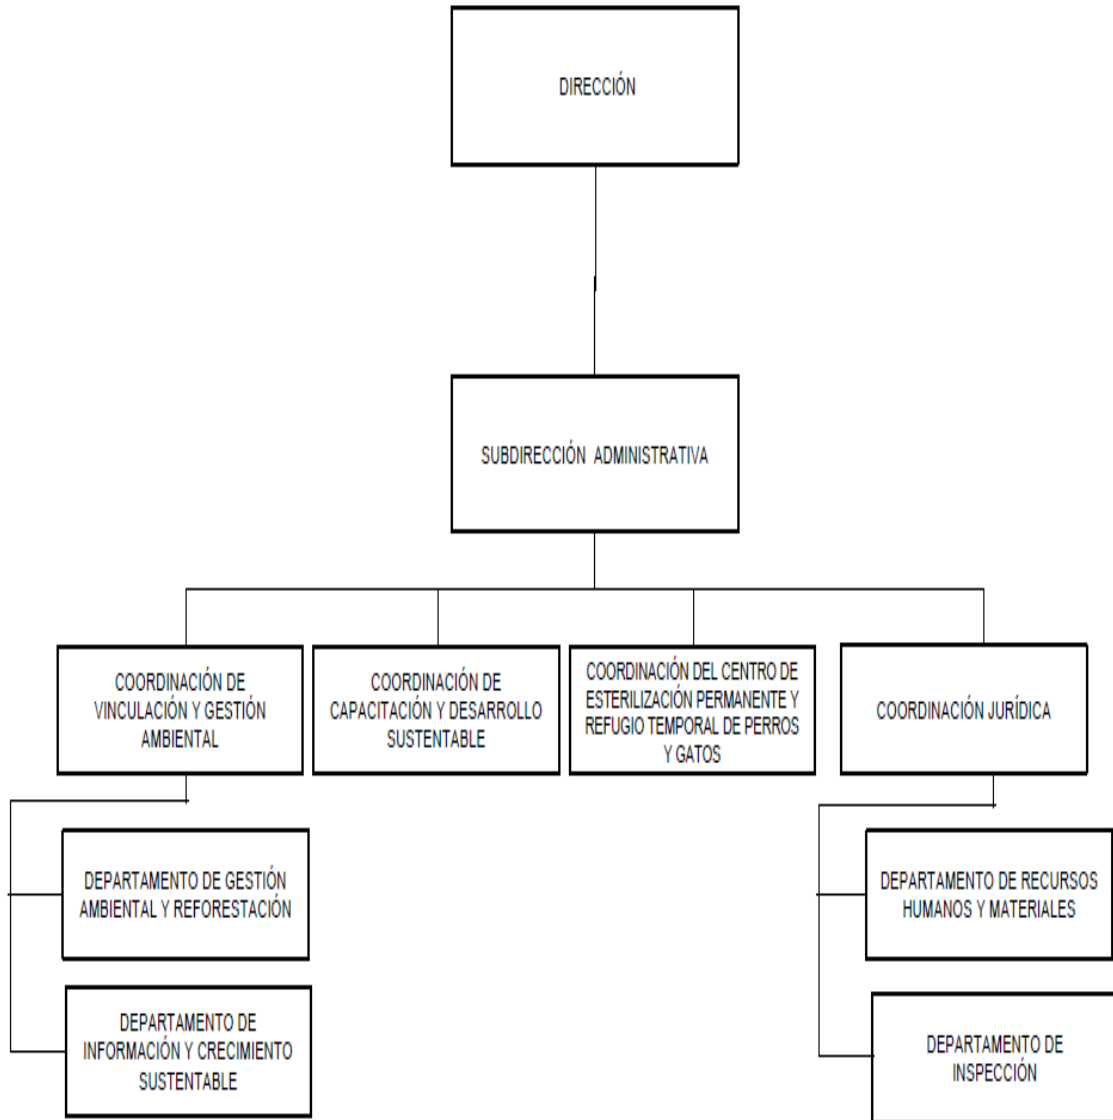 DIRECCIÓN
SUBDIRECCIÓN ADMINISTRATIVA
COORDINACIÓN DE
VINCULACIÓN Y GESTIÓN
AMBIENTAL
COORDINACIÓN DE
CAPACITACIÓN Y DESARROLLO
SUSTENTABLE
COORDINACIÓN DEL CENTRO DE
ESTERILIZACIÓN PERMANENTE Y
REFUGIO TEMPORAL DE PERROS
Y GATOS
COORDINACIÓN JURÍDICA
DEPARTAMENTO DE GESTIÓN
AMBIENTAL Y REFORESTACIÓN
DEPARTAMENTO DE
INFORMACIÓN Y CRECIMIENTO
SUSTENTABLE
DEPARTAMENTO DE RECURSOS
HUMANOS Y MATERIALES
DEPARTAMENTO DE
INSPECCIÓN